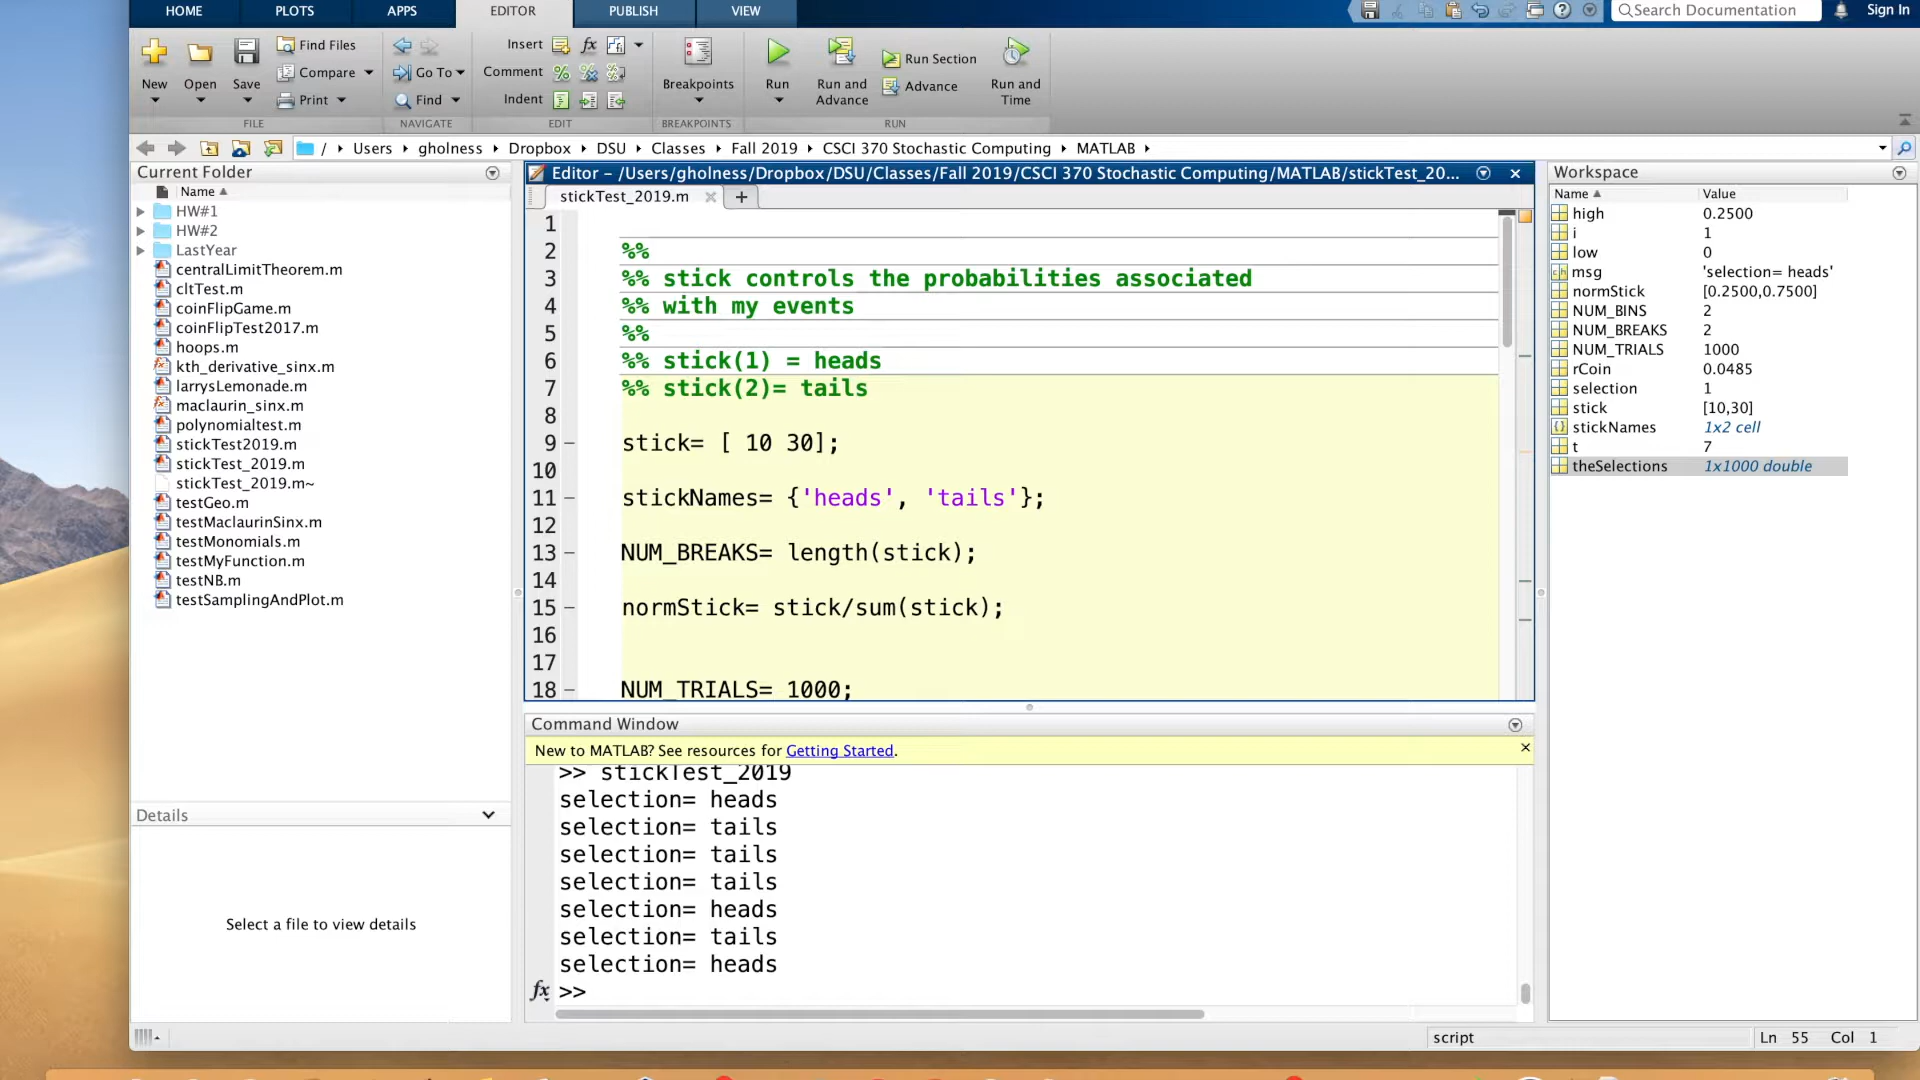 HOME PLOTS APPS EDITOR PUBLISH VIEW
Search Documentation
Sign In
New
Open
Save
Find Files
Compare
Print
FILE
Go To
Find
NAVIGATE
Insert
Comment
Indent
EDIT
Breakpoints
BREAKPOINTS
Run
Run and Advance
Run Section
Advance
Run and Time
RUN
/ Users gholness Dropbox DSU Classes Fall 2019 CSCI 370 Stochastic Computing MATLAB
Current Folder
Name
HW#1
HW#2
LastYear
centralLimitTheorem.m
cltTest.m
coinFlipGame.m
coinFlipTest2017.m
hoops.m
kth_derivative_sinx.m
larrysLemonade.m
maclaurin_sinx.m
polynomialtest.m
stickTest2019.m
stickTest_2019.m
stickTest_2019.m~
testGeo.m
testMaclaurinSinx.m
testMonomials.m
testMyFunction.m
testNB.m
testSamplingAndPlot.m
Details
Select a file to view details
Editor - /Users/gholness/Dropbox/DSU/Classes/Fall 2019/CSCI 370 Stochastic Computing/MATLAB/stickTest_20...
stickTest_2019.m
1
2 %%
3 %% stick controls the probabilities associated
4 %% with my events
5 %%
6 %% stick(1) = heads
7 %% stick(2)= tails
8
9 stick= [ 10 30];
10
11 stickNames= {'heads', 'tails'};
12
13 NUM_BREAKS= length(stick);
14
15 normStick= stick/sum(stick);
16
17
18 NUM_TRIALS= 1000;
Command Window
New to MATLAB? See resources for Getting Started.
>> stickTest_2019
selection= heads
selection= tails
selection= tails
selection= tails
selection= heads
selection= tails
selection= heads
fx >>
Workspace
Name Value
high 0.2500
i 1
low 0
msg 'selection= heads'
normStick [0.2500,0.7500]
NUM_BINS 2
NUM_BREAKS 2
NUM_TRIALS 1000
rCoin 0.0485
selection 1
stick [10,30]
stickNames 1x2 cell
t 7
theSelections 1x1000 double
script
Ln 55 Col 1